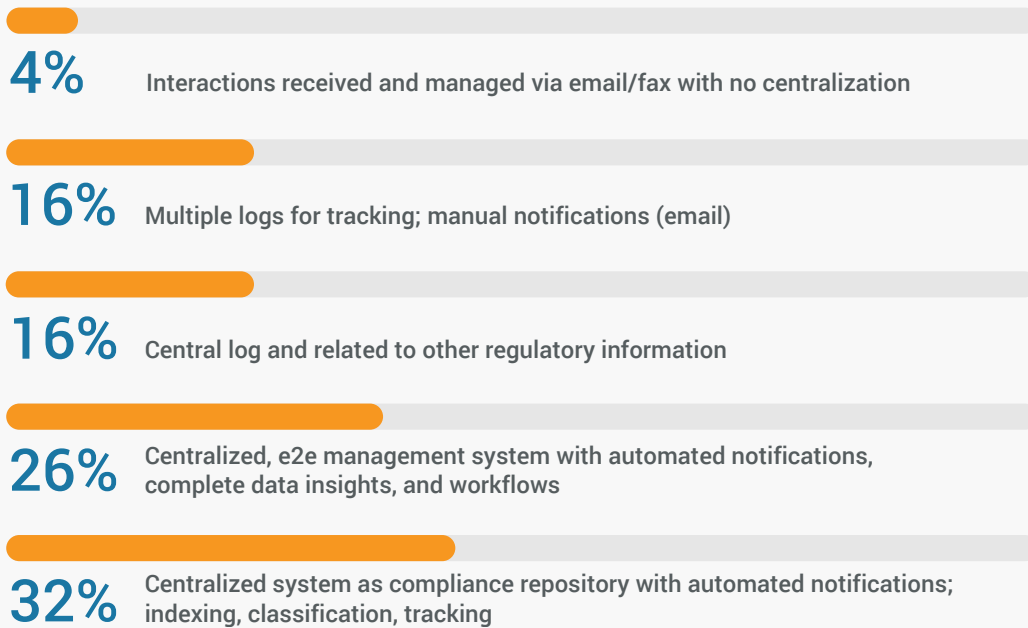 4%
Interactions received and managed via email/fax with no centralization
16%
Multiple logs for tracking; manual notifications (email)
16%
Central log and related to other regulatory information
26%
Centralized, e2e management system with automated notifications,
complete data insights, and workflows
32%
Centralized system as compliance repository with automated notifications;
indexing, classification, tracking